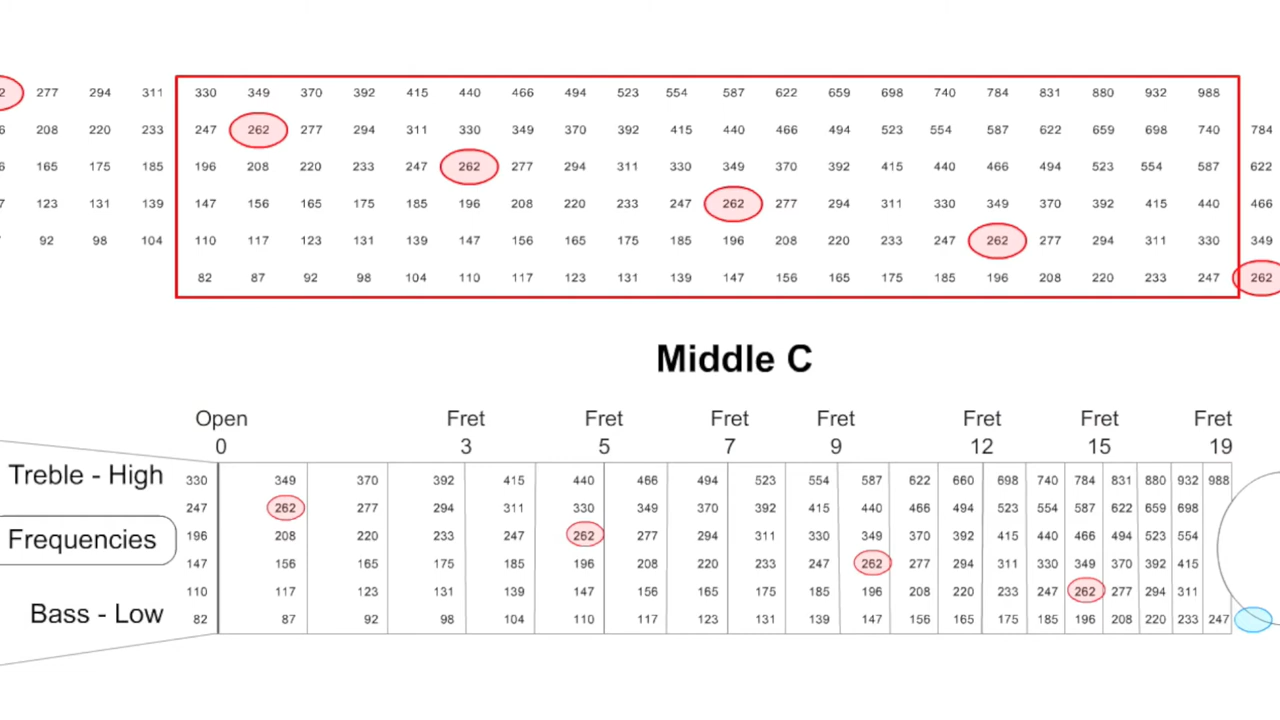 2 277 294 311 330 349 370 392 415 440 466 494 523 554 587 622 659 698 740 784 831 880 932 988
6 208 220 233 247 262 277 294 311 330 349 370 392 415 440 466 494 523 554 587 622 659 698 740 784
6 165 175 185 196 208 220 233 247 262 277 294 311 330 349 370 392 415 440 466 494 523 554 587 622
7 123 131 139 147 156 165 175 185 196 208 220 233 247 262 277 294 311 330 349 370 392 415 440 466
92 98 104 110 117 123 131 139 147 156 165 175 185 196 208 220 233 247 262 277 294 311 330 349
82 87 92 98 104 110 117 123 131 139 147 156 165 175 185 196 208 220 233 247 262
Middle C
Open Fret Fret Fret Fret Fret Fret Fret
0 3 5 7 9 12 15 19
Treble - High 330 349 370 392 415 440 466 494 523 554 587 622 660 698 740 784 831 880 932 988
247 262 277 294 311 330 349 370 392 415 440 466 494 523 554 587 622 659 698
Frequencies 196 208 220 233 247 262 277 294 311 330 349 370 392 415 440 466 494 523 554
147 156 165 175 185 196 208 220 233 247 262 277 294 311 330 349 370 392 415
110 117 123 131 139 147 156 165 175 185 196 208 220 233 247 262 277 294 311
Bass - Low 82 87 92 98 104 110 117 123 131 139 147 156 165 175 185 196 208 220 233 247